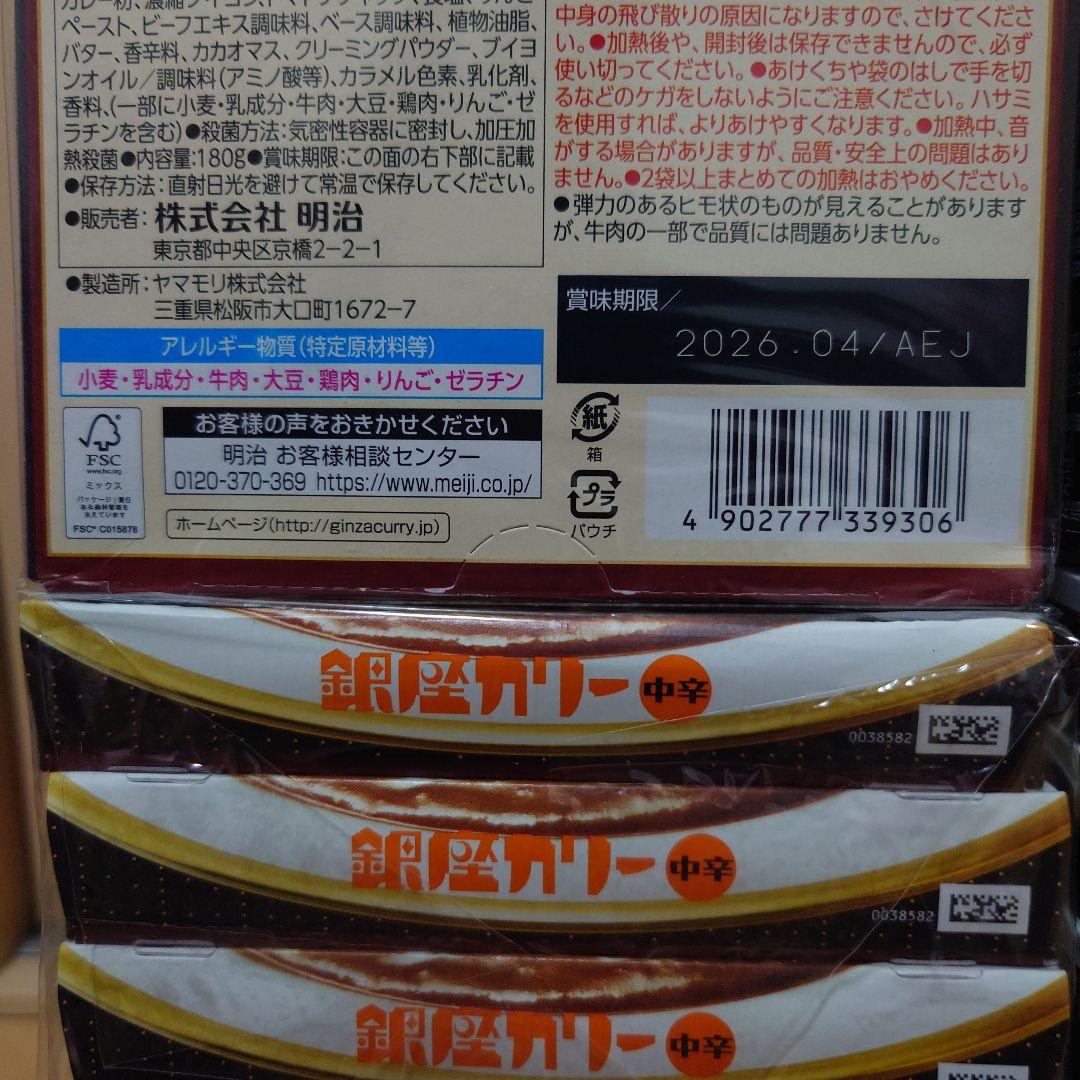 ペースト、ビーフエキス調味料、ベース調味料、植物油脂、
バター、香辛料、カカオマス、クリーミングパウダー、ブイヨ
ンオイル／調味料(アミノ酸等)、カラメル色素、乳化剤、
香料、(一部に小麦・乳成分・牛肉・大豆・鶏肉・りんご・ゼ
ラチンを含む)●殺菌方法：気密性容器に密封し、加圧加
熱殺菌●内容量：180g●賞味期限：この面の右下部に記載
●保存方法：直射日光を避けて常温で保存してください。
●販売者：株式会社 明治
東京都中央区京橋2-2-1
●製造所：ヤマモリ株式会社
三重県松阪市大口町1672-7
アレルギー物質(特定原材料等)
小麦・乳成分・牛肉・大豆・鶏肉・りんご・ゼラチン
FSC
www.fsc.org
ミックス
パッケージ｜責任
ある森林管理を
支えています
FSC® C015878
お客様の声をおきかせください
明治 お客様相談センター
0120-370-369 https://www.meiji.co.jp/
ホームページ(http://ginzacurry.jp)
中身の飛び散りの原因になりますので、さけてくださ
い。●加熱後や、開封後は保存できませんので、必ず
使い切ってください。●あけくちや袋のはしで手を切
るなどのケガをしないようにご注意ください。ハサミ
を使用すれば、よりあけやすくなります。●加熱中、音
がする場合がありますが、品質・安全上の問題はあり
ません。●2袋以上まとめての加熱はおやめください。
●弾力のあるヒモ状のものが見えることがあります
が、牛肉の一部で品質には問題ありません。
賞味期限／
2026.04/AEJ
紙
箱
プラ
パウチ
4 902777 339306
銀座カリー 中辛
0038582
銀座カリー 中辛
0038582
銀座カリー 中辛